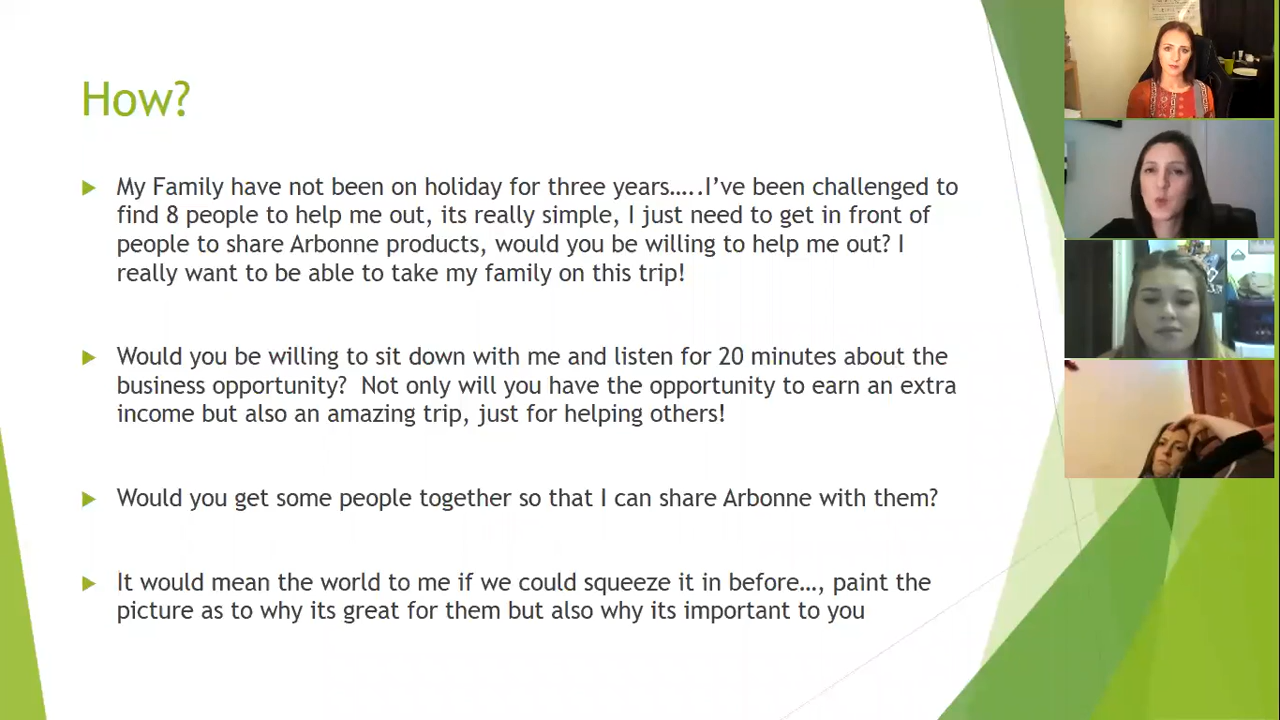 How?
My Family have not been on holiday for three years…..I’ve been challenged to
find 8 people to help me out, its really simple, I just need to get in front of
people to share Arbonne products, would you be willing to help me out? I
really want to be able to take my family on this trip!
Would you be willing to sit down with me and listen for 20 minutes about the
business opportunity?  Not only will you have the opportunity to earn an extra
income but also an amazing trip, just for helping others!
Would you get some people together so that I can share Arbonne with them?
It would mean the world to me if we could squeeze it in before…, paint the
picture as to why its great for them but also why its important to you